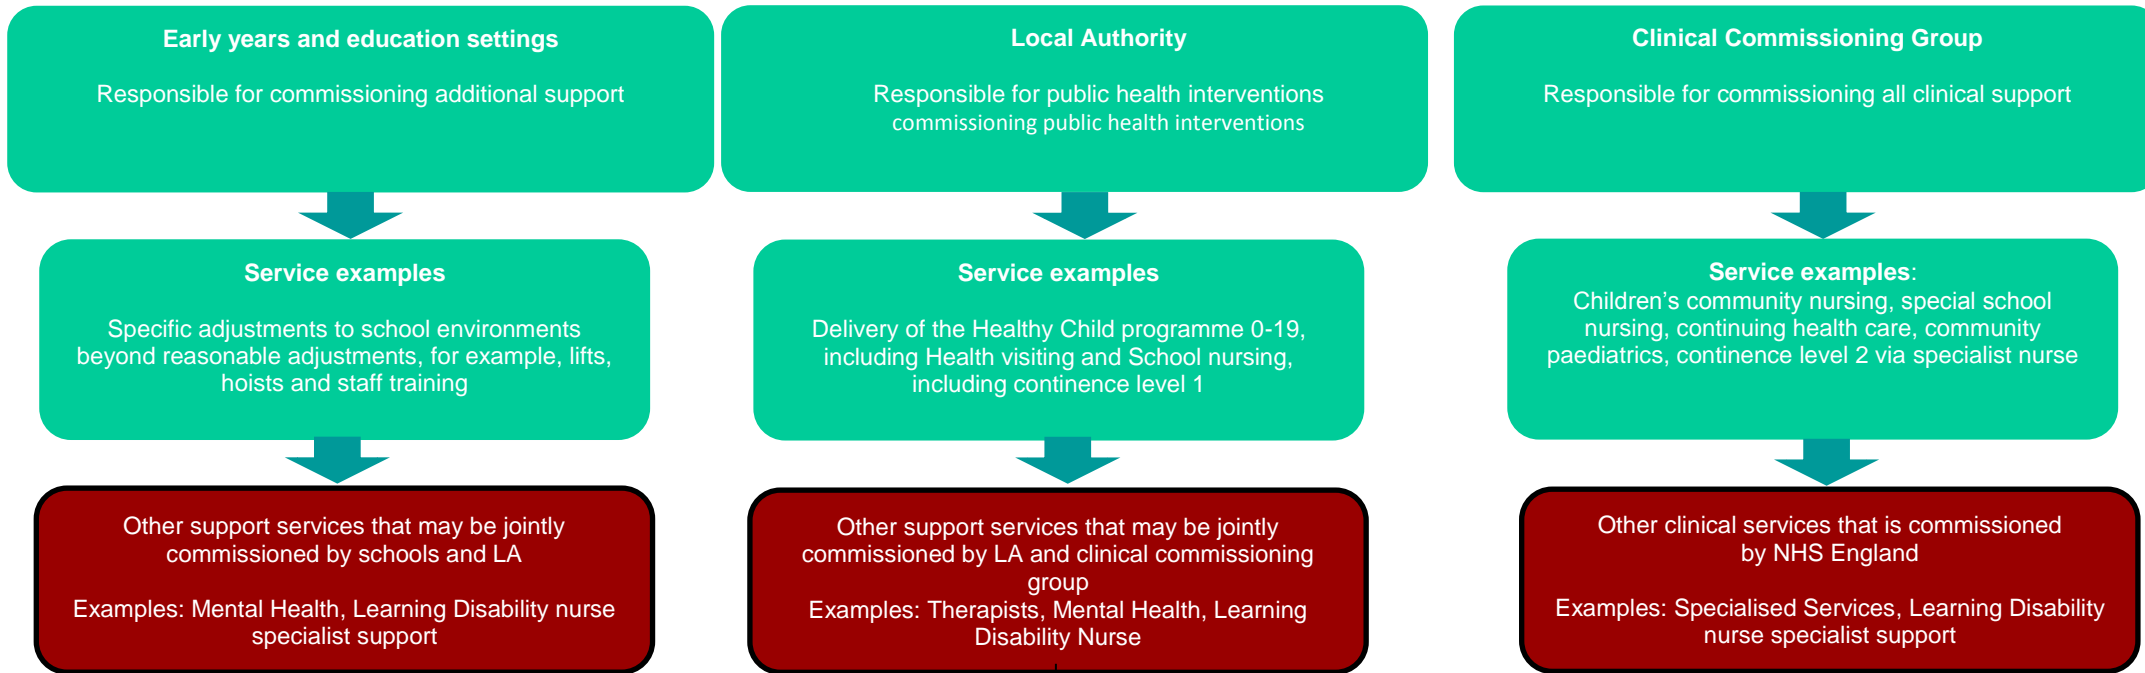 Early years and education settings
Responsible for commissioning additional support
Local Authority
Responsible for public health interventions
commissioning public health interventions
Clinical Commissioning Group
Responsible for commissioning all clinical support
Service examples
Specific adjustments to school environments
beyond reasonable adjustments, for example, lifts,
hoists and staff training
Service examples
Delivery of the Healthy Child programme 0-19,
including Health visiting and School nursing,
including continence level 1
Service examples:
Children’s community nursing, special school
nursing, continuing health care, community
paediatrics, continence level 2 via specialist nurse
Other support services that may be jointly
commissioned by schools and LA
Examples: Mental Health, Learning Disability nurse
specialist support
Other support services that may be jointly
commissioned by LA and clinical commissioning
group
Examples: Therapists, Mental Health, Learning
Disability Nurse
Other clinical services that is commissioned
by NHS England
Examples: Specialised Services, Learning Disability
nurse specialist support